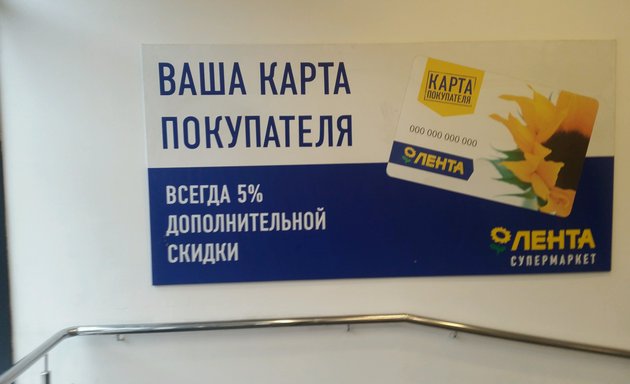 ВАША КАРТА
ПОКУПАТЕЛЯ
КАРТА
ПОКУПАТЕЛЯ
000 000 000 000
ЛЕНТА
ВСЕГДА 5%
ДОПОЛНИТЕЛЬНОЙ
СКИДКИ
ЛЕНТА
СУПЕРМАРКЕТ